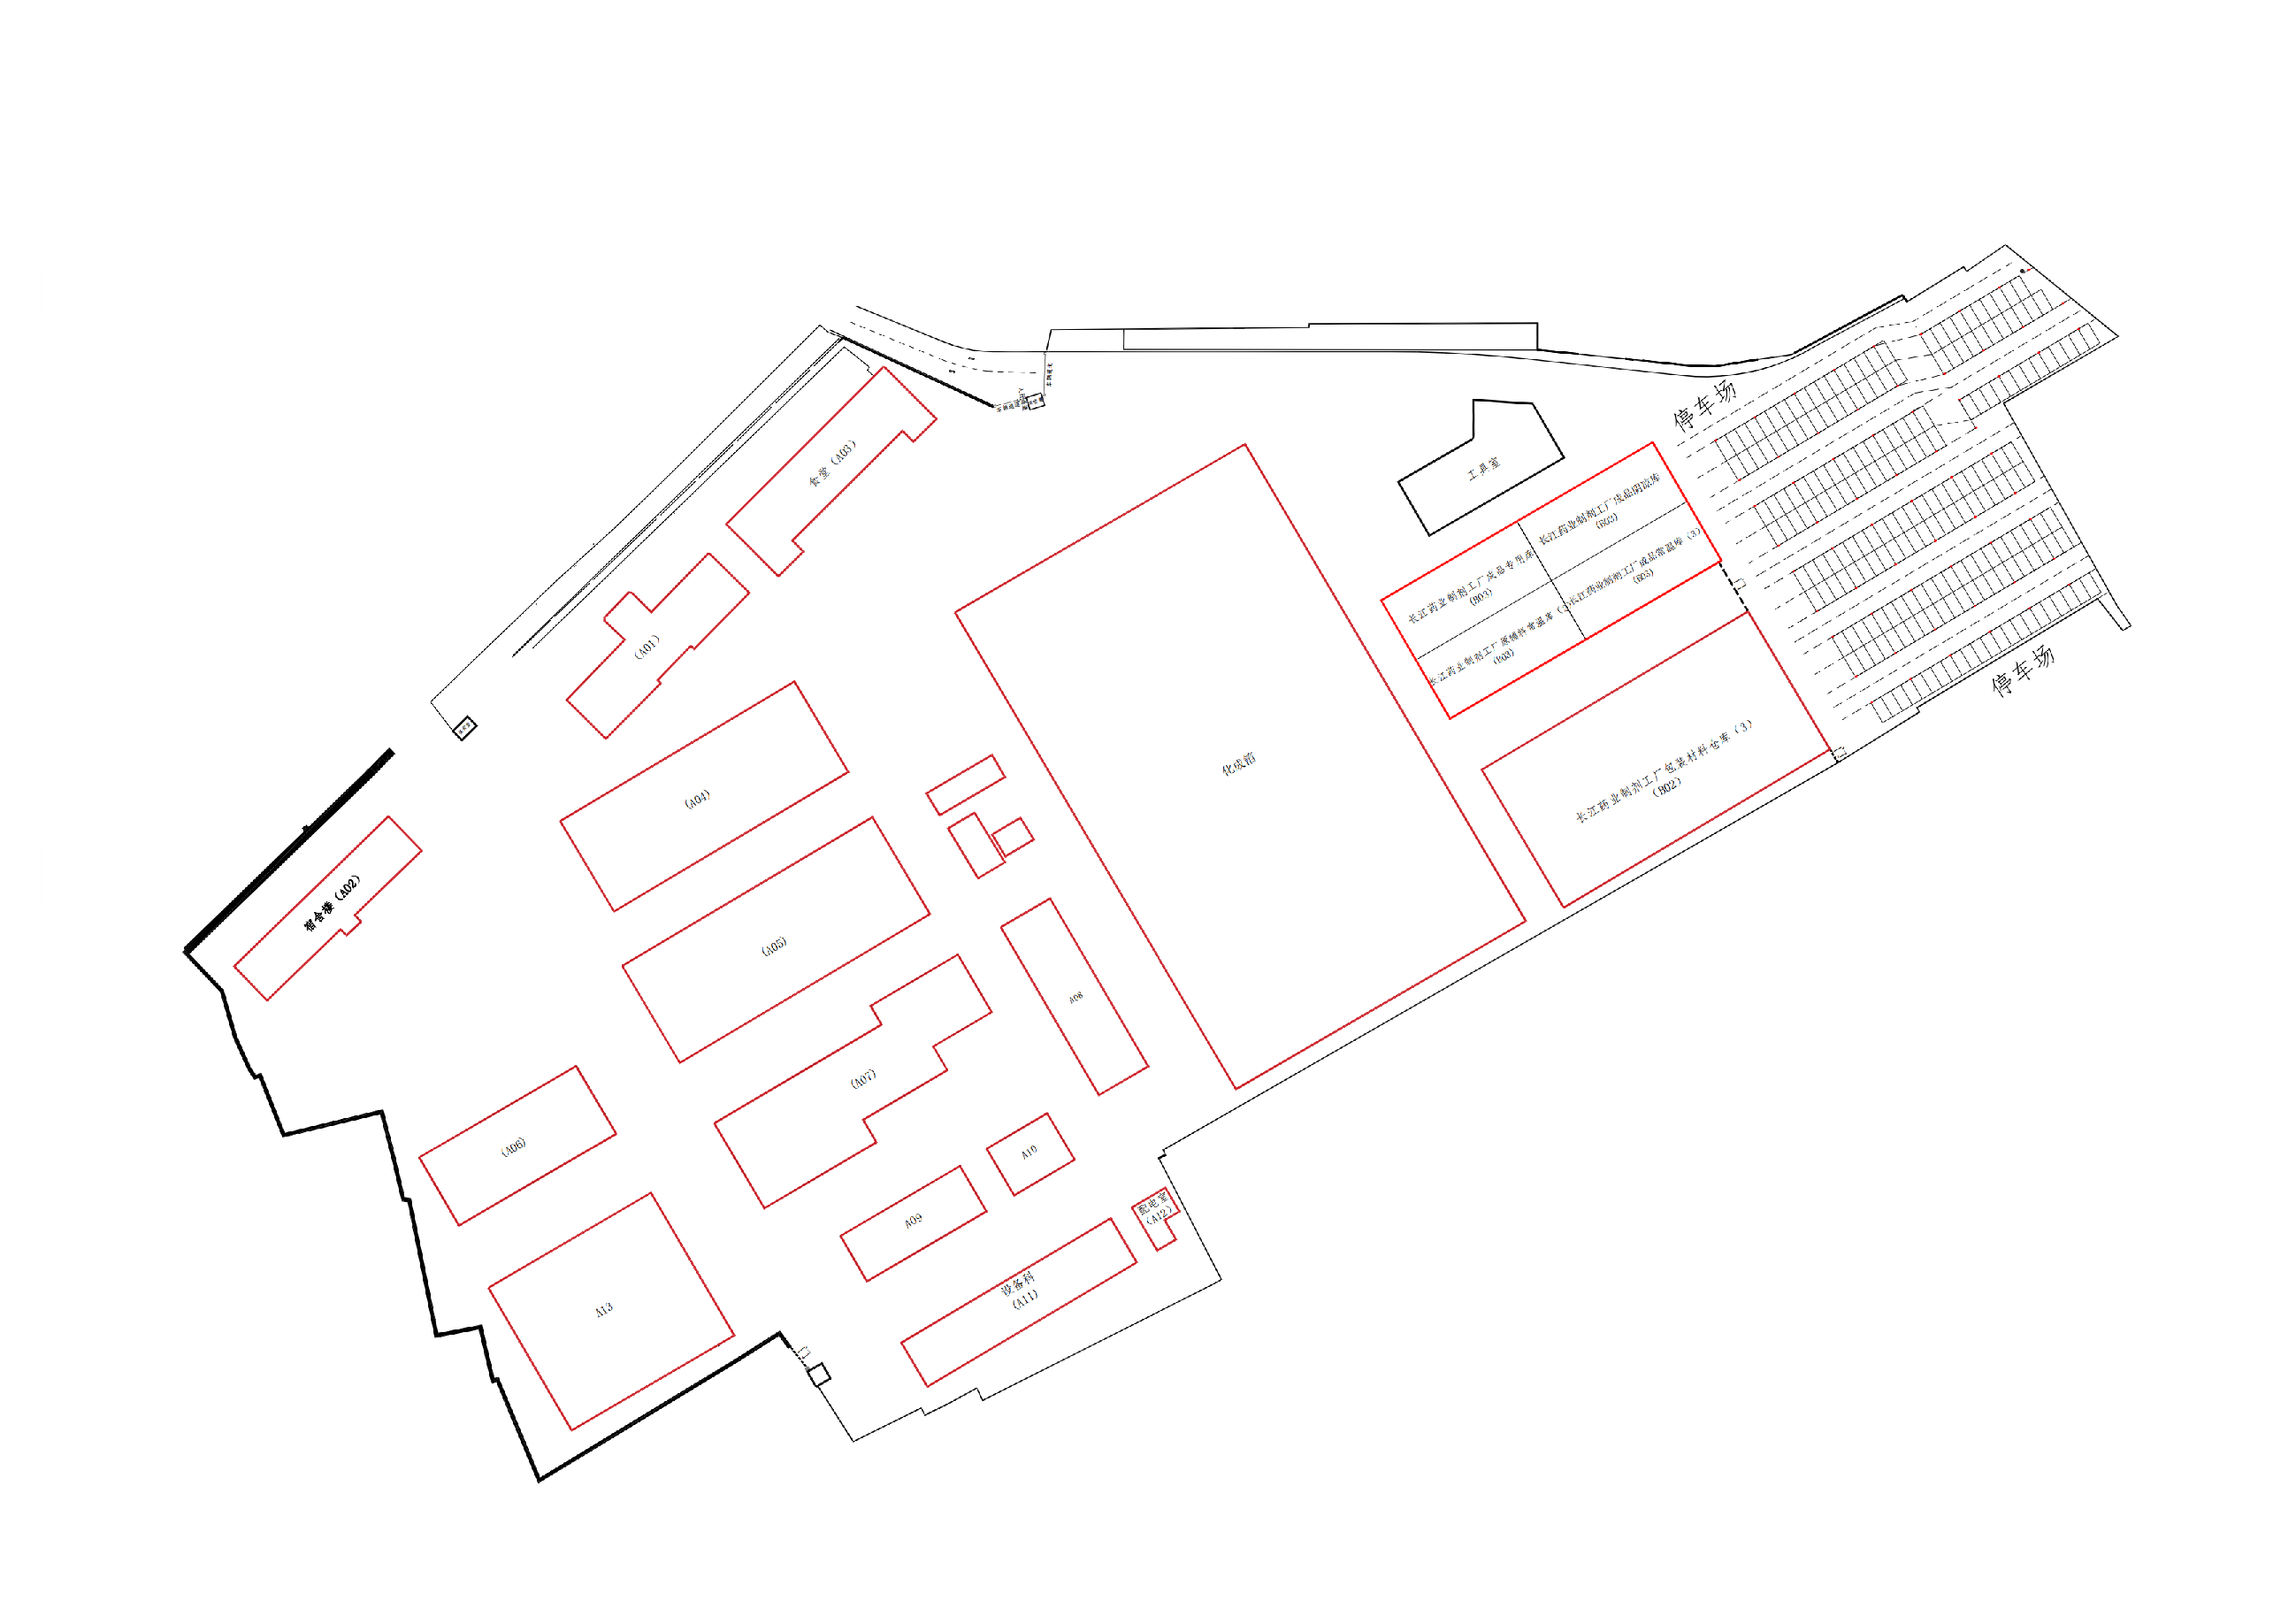 停车场
食堂（A03）
工具室
长江药业制剂工厂成品阴凉库
（B03）
长江药业制剂工厂成品专用库
（B03）
长江药业制剂工厂成品常温库（3）
（B03）
长江药业制剂工厂原辅料常温库
（B03）
（A01）
停车场
长江药业制剂工厂包装材料仓库（3）
（B02）
化成箔
（A04）
宿舍楼（A02）
（A05）
A08
（A07）
（A06）
A10
A09
配电室
（A12）
设备科
（A11）
A13